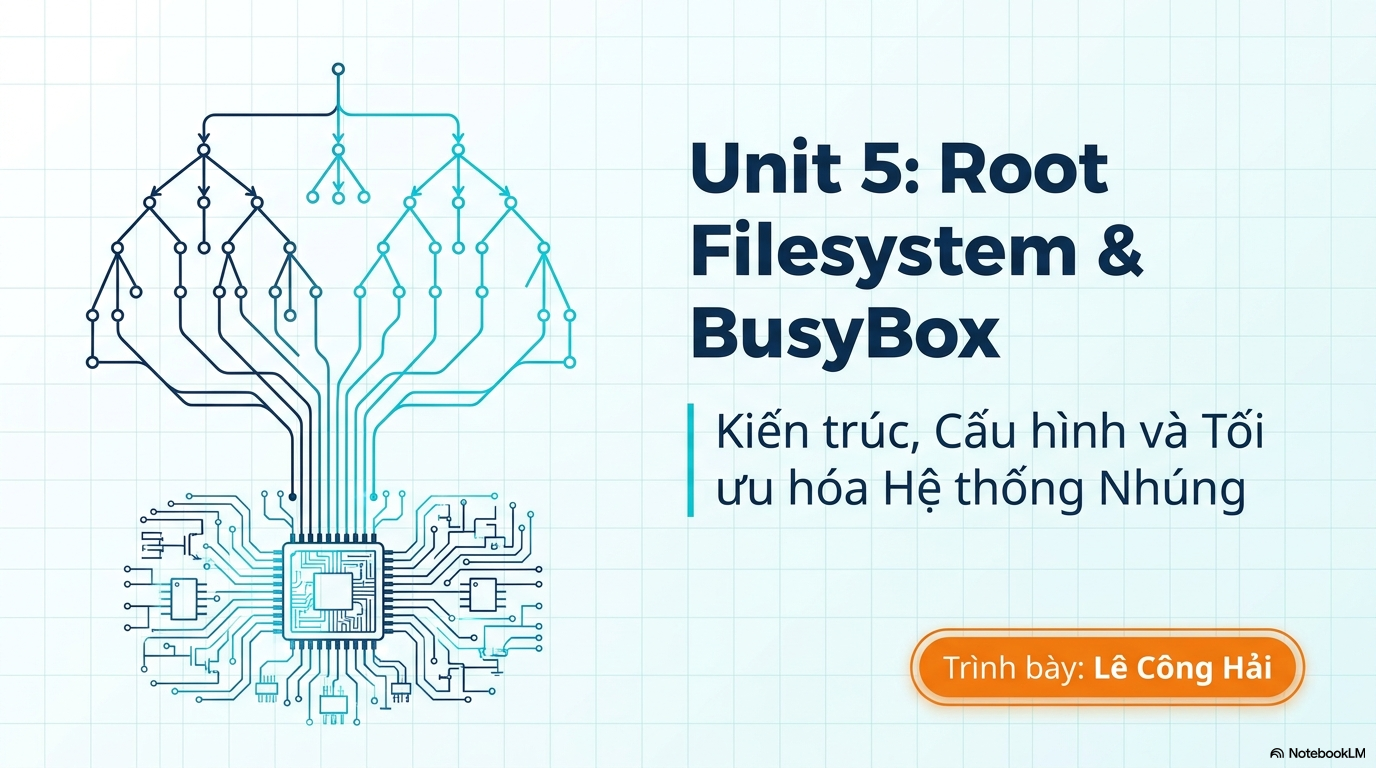 Unit 5: Root
Filesystem &
BusyBox
Kiến trúc, Cấu hình và Tối
ưu hóa Hệ thống Nhúng
Trình bày: Lê Công Hải
NotebookLM